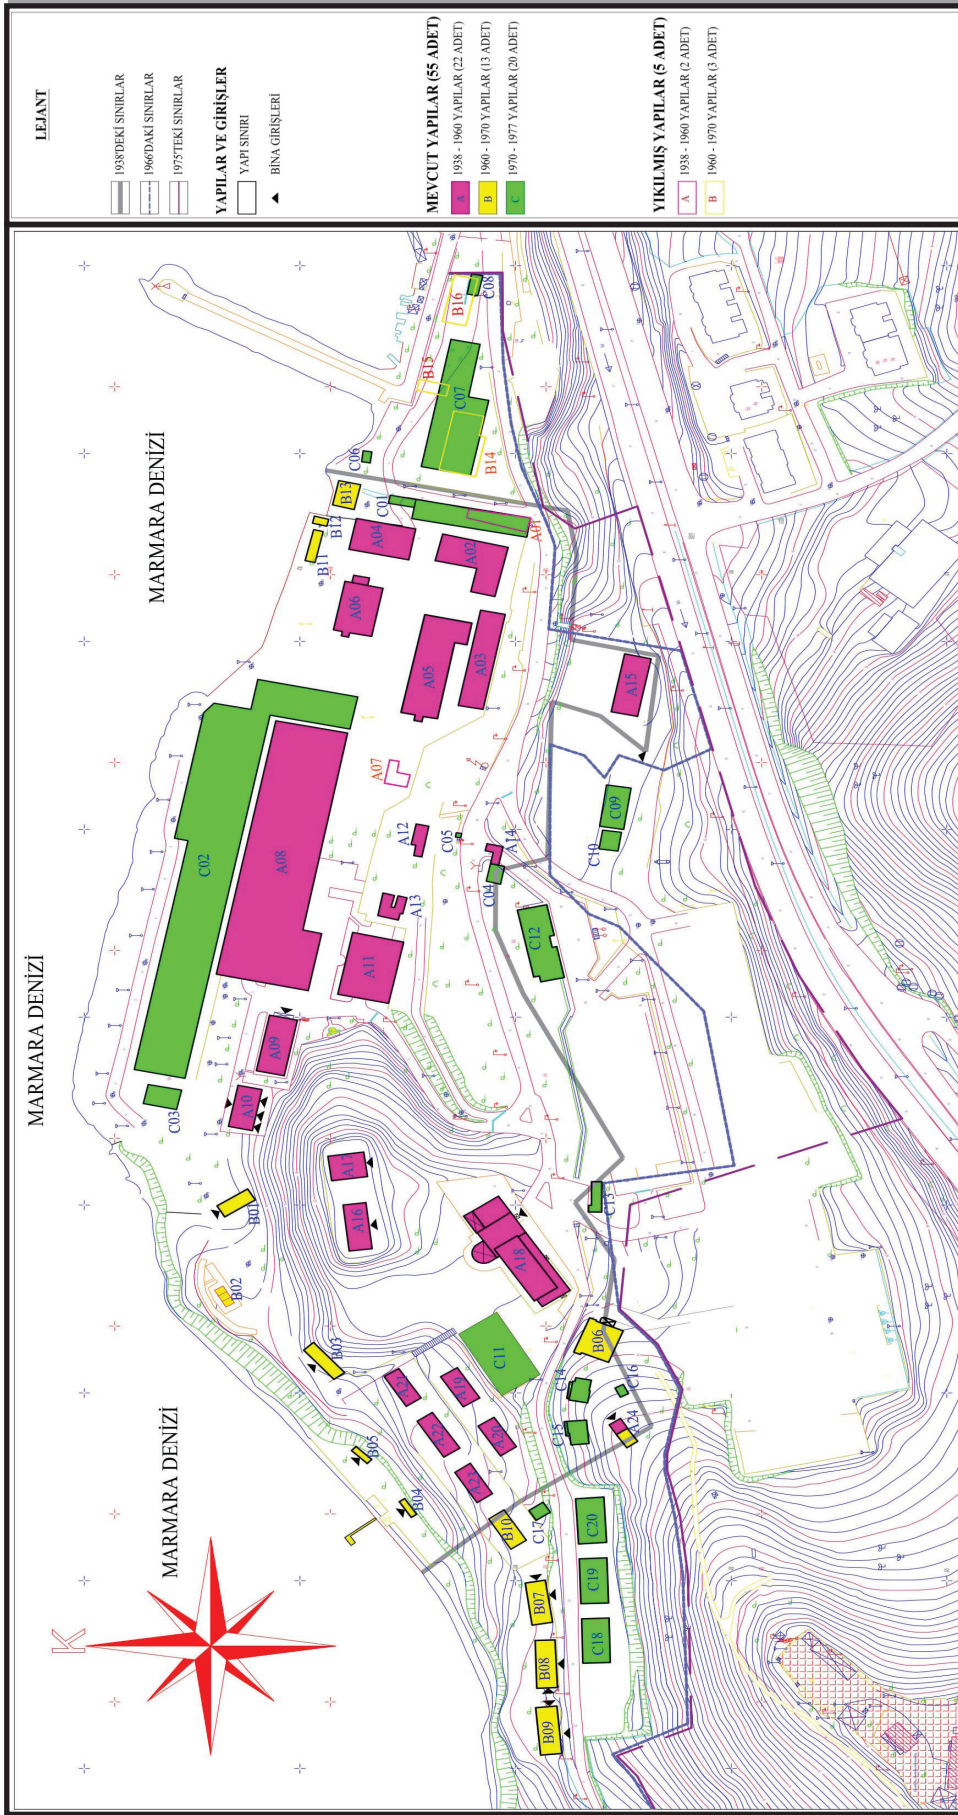 LEJANT
1938'DEKİ SINIRLAR
1966'DAKİ SINIRLAR
1975'TEKİ SINIRLAR
YAPILAR VE GİRİŞLER
YAPI SINIRI
BİNA GİRİŞLERİ
MEVCUT YAPILAR (55 ADET)
A 1938 - 1960 YAPILAR (22 ADET)
B 1960 - 1970 YAPILAR (13 ADET)
C 1970 - 1977 YAPILAR (20 ADET)
YIKILMIŞ YAPILAR (5 ADET)
A 1938 - 1960 YAPILAR (2 ADET)
B 1960 - 1970 YAPILAR (3 ADET)
MARMARA DENİZİ
MARMARA DENİZİ
MARMARA DENİZİ
K
B16
C08
B15
C07
B14
C06
B13
C01
B12
B11
A04
A02
A01
A06
A05
A03
A15
C02
A08
A07
A12
C05
A14
C04
A13
A11
C09
C10
C12
A09
A10
C03
A17
A16
B01
B02
B03
A18
C13
C11
B06
C14
C16
C15
A24
A21
A19
A22
A20
A23
B05
B04
B10
C17
C20
C19
C18
B07
B08
B09